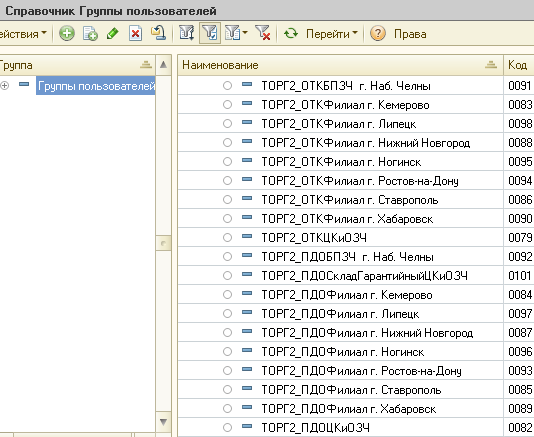 Справочник Группы пользователей
ействия
Перейти
Права
Группа
Группы пользователей
Наименование Код
ТОРГ2_ОТКБПЗЧ г. Наб. Челны 0091
ТОРГ2_ОТКФилиал г. Кемерово 0083
ТОРГ2_ОТКФилиал г. Липецк 0098
ТОРГ2_ОТКФилиал г. Нижний Новгород 0088
ТОРГ2_ОТКФилиал г. Ногинск 0095
ТОРГ2_ОТКФилиал г. Ростов-на-Дону 0094
ТОРГ2_ОТКФилиал г. Ставрополь 0086
ТОРГ2_ОТКФилиал г. Хабаровск 0090
ТОРГ2_ОТКЦКиОЗЧ 0079
ТОРГ2_ПДОБПЗЧ г. Наб. Челны 0092
ТОРГ2_ПДОСкладГарантийныйЦКиОЗЧ 0101
ТОРГ2_ПДОФилиал г. Кемерово 0084
ТОРГ2_ПДОФилиал г. Липецк 0097
ТОРГ2_ПДОФилиал г. Нижний Новгород 0087
ТОРГ2_ПДОФилиал г. Ногинск 0096
ТОРГ2_ПДОФилиал г. Ростов-на-Дону 0093
ТОРГ2_ПДОФилиал г. Ставрополь 0085
ТОРГ2_ПДОФилиал г. Хабаровск 0089
ТОРГ2_ПДОЦКиОЗЧ 0082